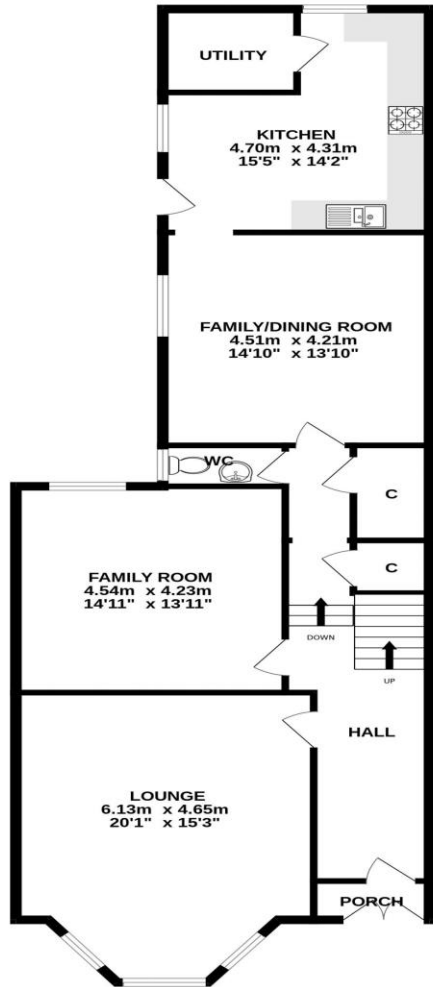 UTILITY
KITCHEN
4.70m x 4.31m
15'5" x 14'2"
FAMILY/DINING ROOM
4.51m x 4.21m
14'10" x 13'10"
WC
C
C
FAMILY ROOM
4.54m x 4.23m
14'11" x 13'11"
DOWN
UP
HALL
LOUNGE
6.13m x 4.65m
20'1" x 15'3"
PORCH